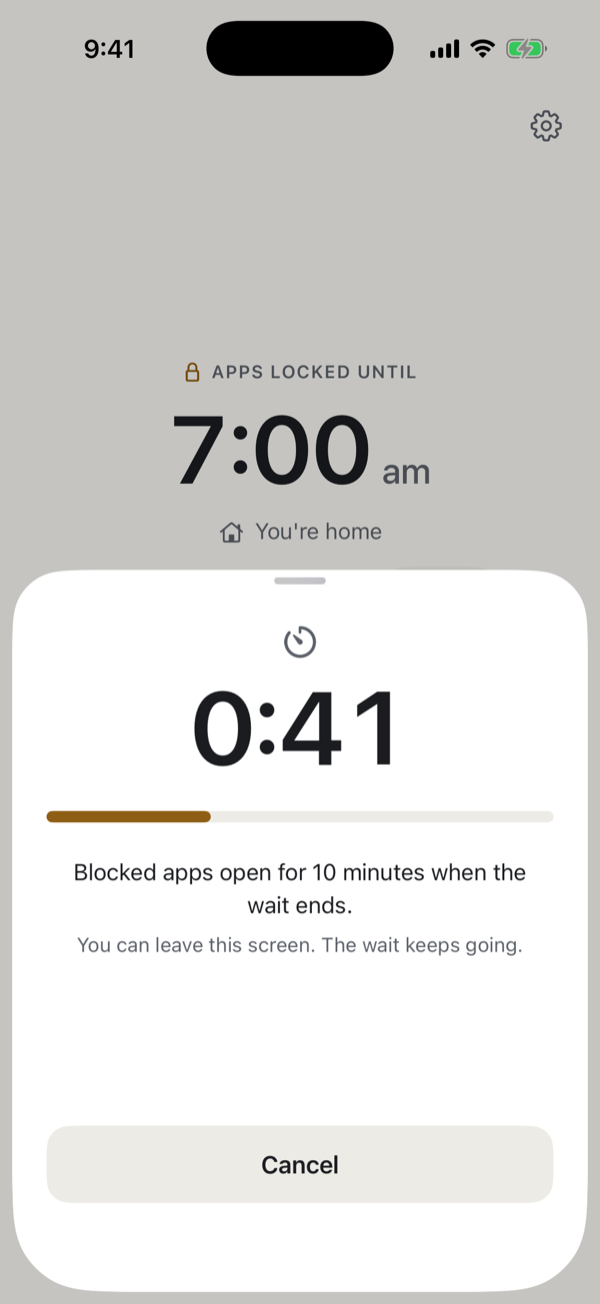 9:41
APPS LOCKED UNTIL
7:00 am
You're home
0:41
Blocked apps open for 10 minutes when the
wait ends.
You can leave this screen. The wait keeps going.
Cancel